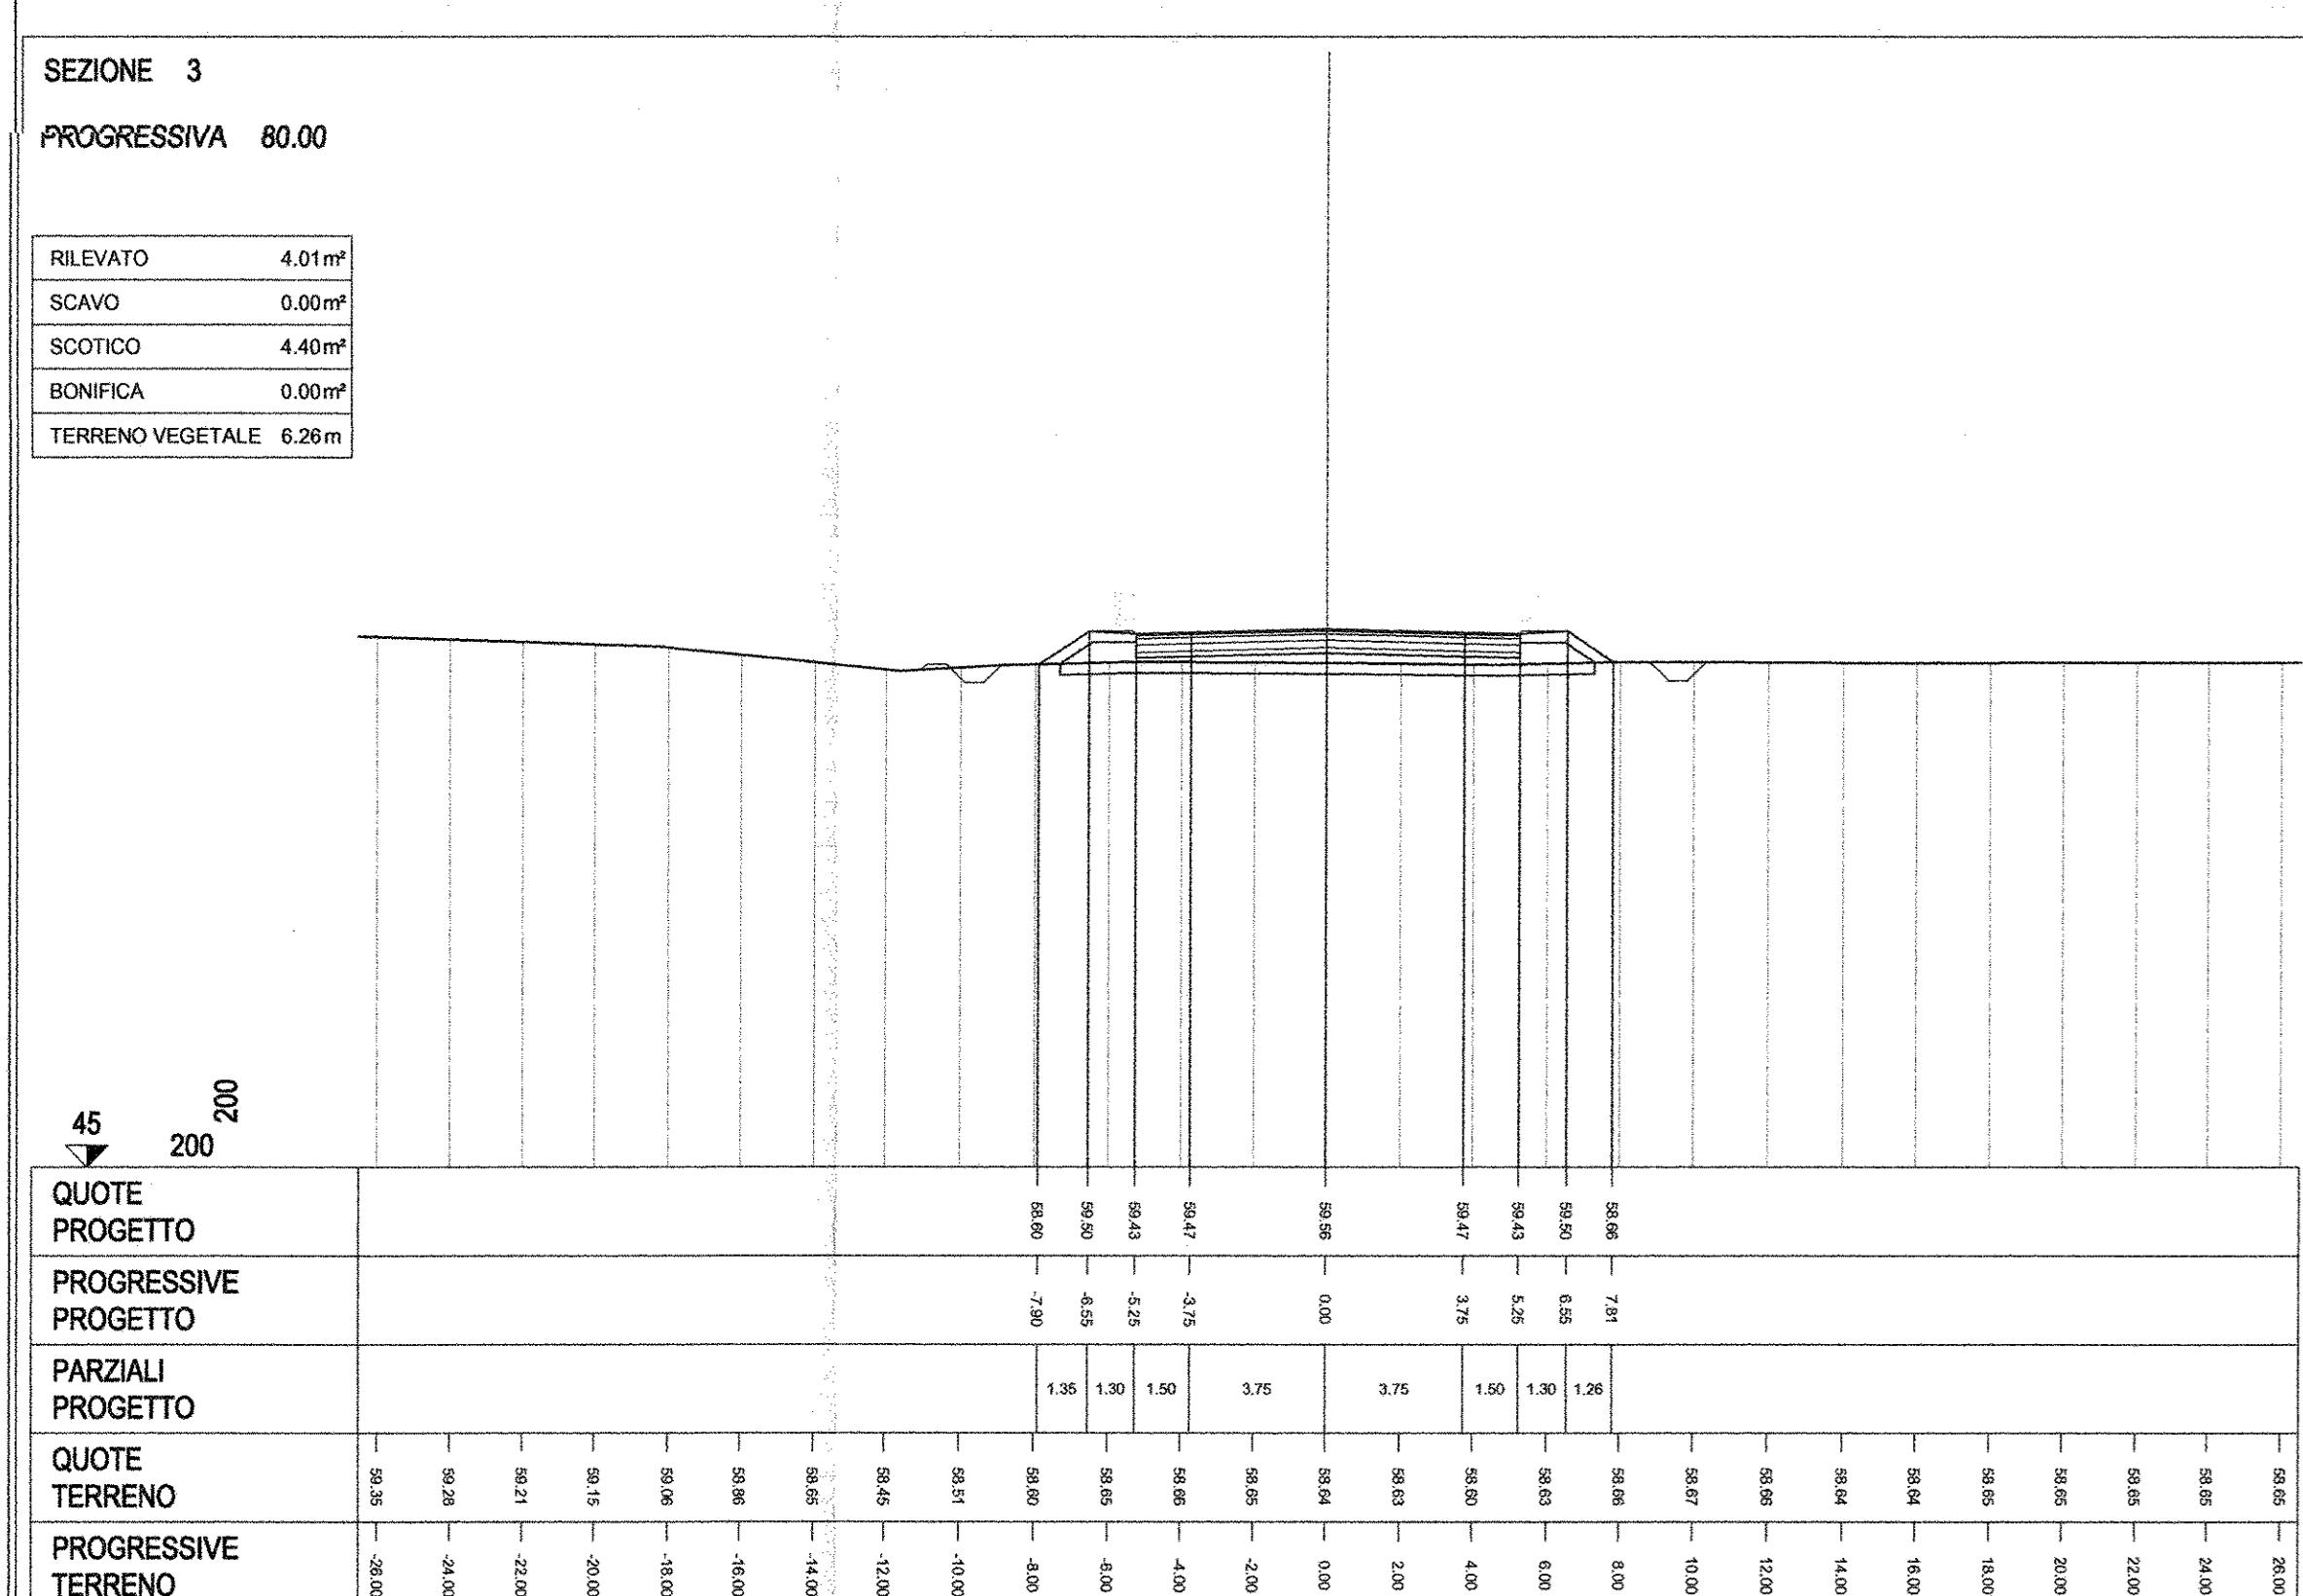 SEZIONE 3
PROGRESSIVA 80.00
RILEVATO 4.01 m²
SCAVO 0.00 m²
SCOTICO 4.40 m²
BONIFICA 0.00 m²
TERRENO VEGETALE 6.26 m
45
200
200
QUOTE
PROGETTO
58.60 59.50 59.43 59.47 59.56 59.47 59.43 59.50 58.66
PROGRESSIVE
PROGETTO
-7.90 -6.55 -5.25 -3.75 0.00 3.75 5.25 6.55 7.81
PARZIALI
PROGETTO
1.35 1.30 1.50 3.75 3.75 1.50 1.30 1.26
QUOTE
TERRENO
59.35 59.28 59.21 59.15 59.06 58.86 58.65 58.45 58.51 58.60 58.65 58.66 58.65 58.64 58.63 58.60 58.63 58.66 58.67 58.66 58.64 58.64 58.65 58.65 58.65 58.65 58.65
PROGRESSIVE
TERRENO
-26.00 -24.00 -22.00 -20.00 -18.00 -16.00 -14.00 -12.00 -10.00 -8.00 -6.00 -4.00 -2.00 0.00 2.00 4.00 6.00 8.00 10.00 12.00 14.00 16.00 18.00 20.00 22.00 24.00 26.00